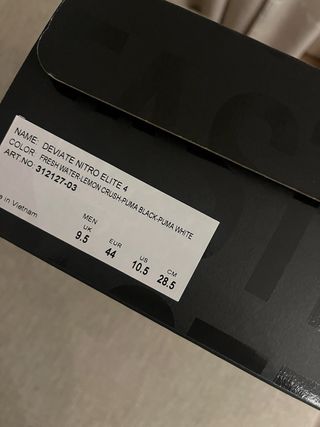 NAME: DEVIATE NITRO ELITE 4
COLOR: FRESH WATER-LEMON CRUSH-PUMA BLACK-PUMA WHITE
ART.NO 312127-03
e in Vietnam
MEN
UK EUR US CM
9.5 44 10.5 28.5